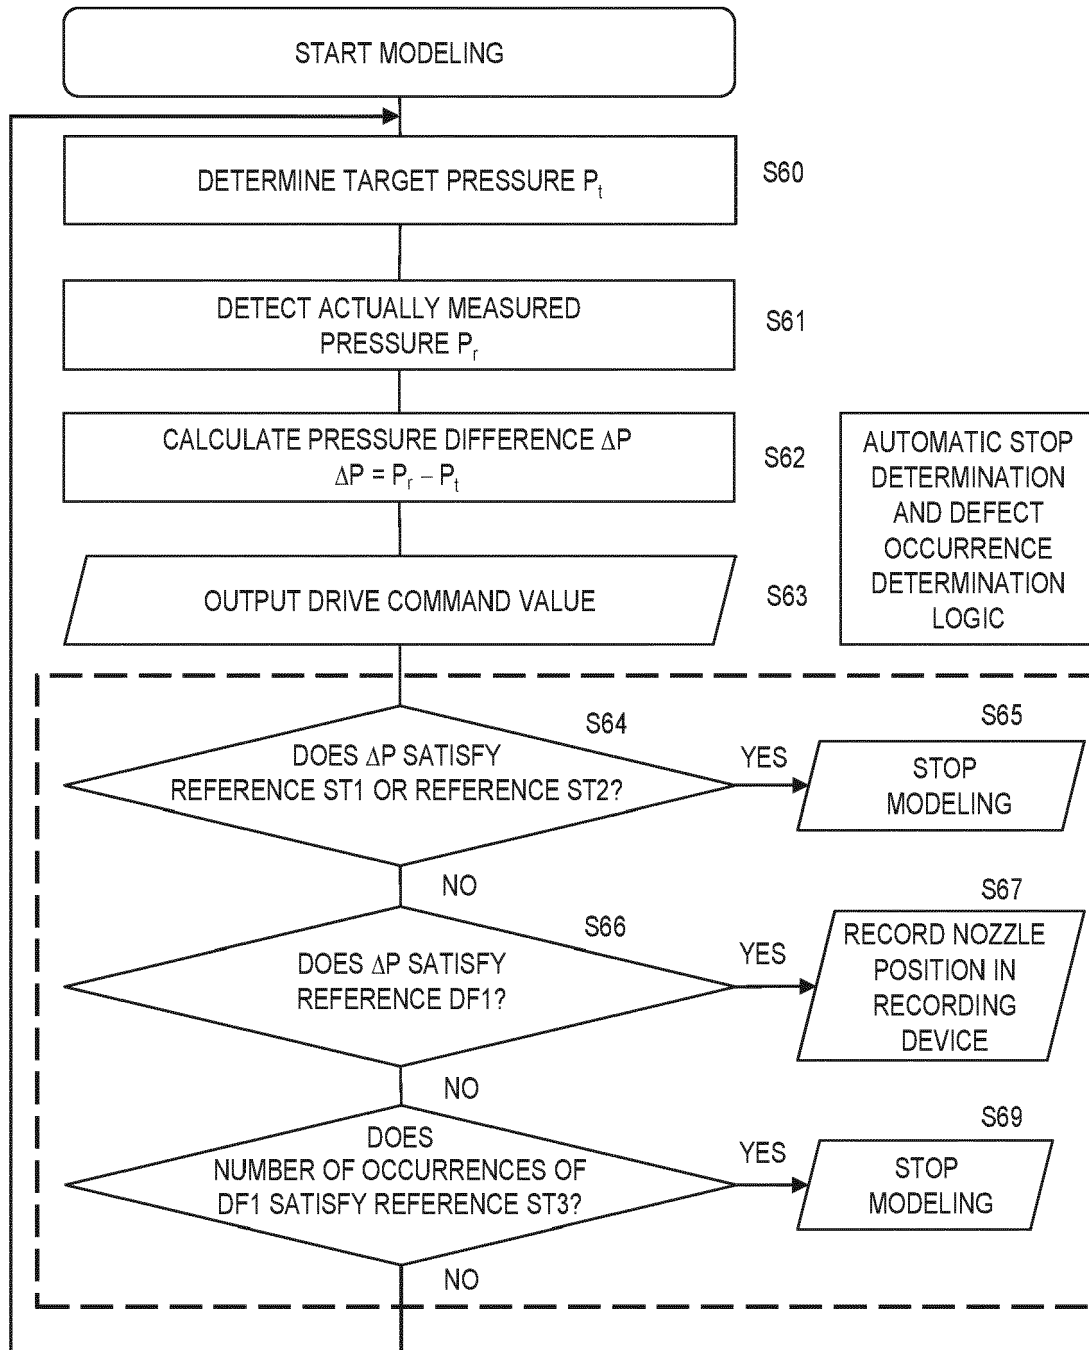 START MODELING
DETERMINE TARGET PRESSURE Pt
S60
DETECT ACTUALLY MEASURED
PRESSURE Pr
S61
CALCULATE PRESSURE DIFFERENCE ΔP
ΔP = Pr – Pt
S62
AUTOMATIC STOP
DETERMINATION
AND DEFECT
OCCURRENCE
DETERMINATION
LOGIC
OUTPUT DRIVE COMMAND VALUE
S63
DOES ΔP SATISFY
REFERENCE ST1 OR REFERENCE ST2?
S64
YES
S65
STOP
MODELING
NO
DOES ΔP SATISFY
REFERENCE DF1?
S66
YES
S67
RECORD NOZZLE
POSITION IN
RECORDING
DEVICE
NO
DOES
NUMBER OF OCCURRENCES OF
DF1 SATISFY REFERENCE ST3?
YES
S69
STOP
MODELING
NO